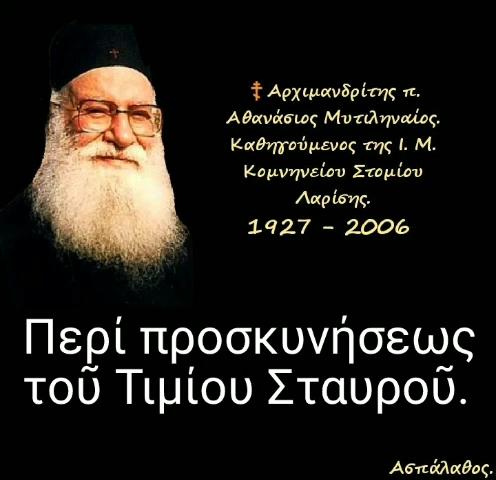 ‡ Αρχιμανδρίτης π.
Αθανάσιος Μυτιληναίος.
Καθηγούμενος της Ι. Μ.
Κομνηνείου Στομίου
Λαρίσης.
1927 - 2006
Περί προσκυνήσεως
τοῦ Τιμίου Σταυροῦ.
Ασπάλαθος.